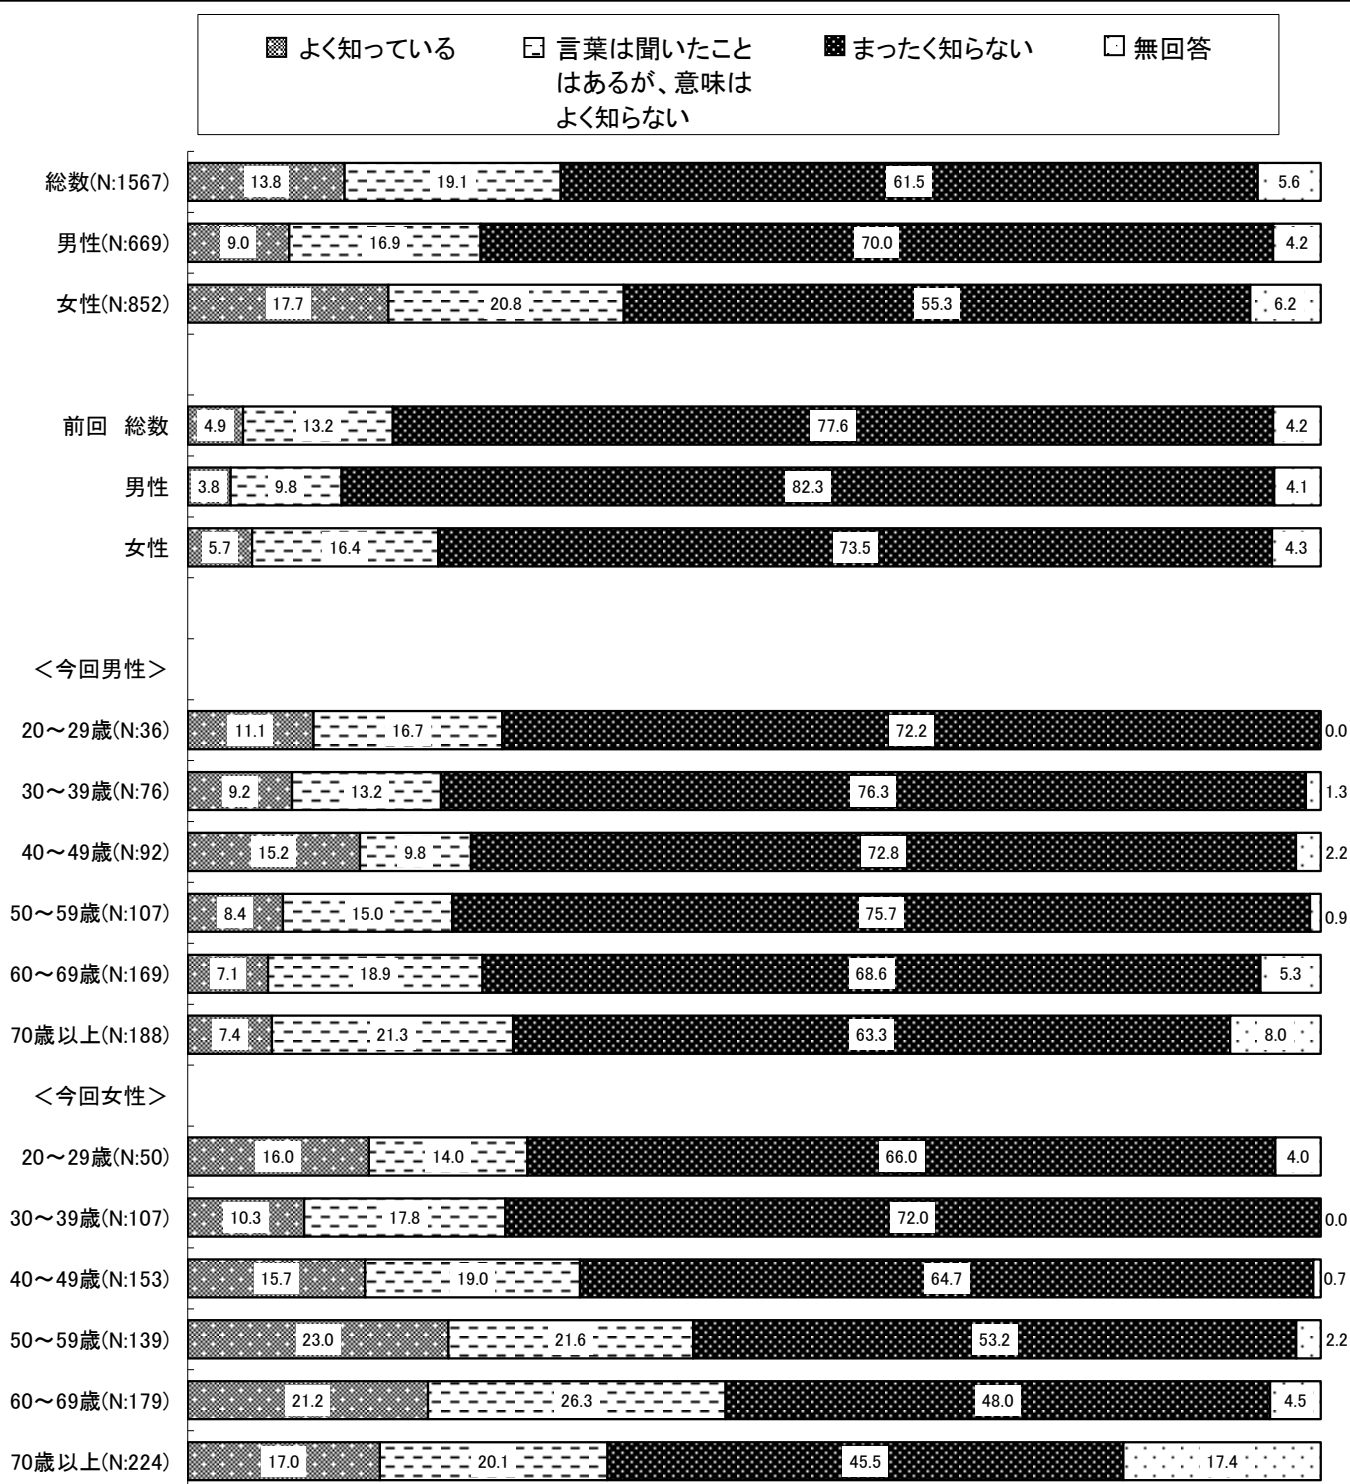 よく知っている
言葉は聞いたこと
はあるが、意味は
よく知らない
まったく知らない
無回答
総数(N:1567) 13.8 19.1 61.5 5.6
男性(N:669) 9.0 16.9 70.0 4.2
女性(N:852) 17.7 20.8 55.3 6.2
前回　総数 4.9 13.2 77.6 4.2
男性 3.8 9.8 82.3 4.1
女性 5.7 16.4 73.5 4.3
＜今回男性＞
20～29歳(N:36) 11.1 16.7 72.2 0.0
30～39歳(N:76) 9.2 13.2 76.3 1.3
40～49歳(N:92) 15.2 9.8 72.8 2.2
50～59歳(N:107) 8.4 15.0 75.7 0.9
60～69歳(N:169) 7.1 18.9 68.6 5.3
70歳以上(N:188) 7.4 21.3 63.3 8.0
＜今回女性＞
20～29歳(N:50) 16.0 14.0 66.0 4.0
30～39歳(N:107) 10.3 17.8 72.0 0.0
40～49歳(N:153) 15.7 19.0 64.7 0.7
50～59歳(N:139) 23.0 21.6 53.2 2.2
60～69歳(N:179) 21.2 26.3 48.0 4.5
70歳以上(N:224) 17.0 20.1 45.5 17.4